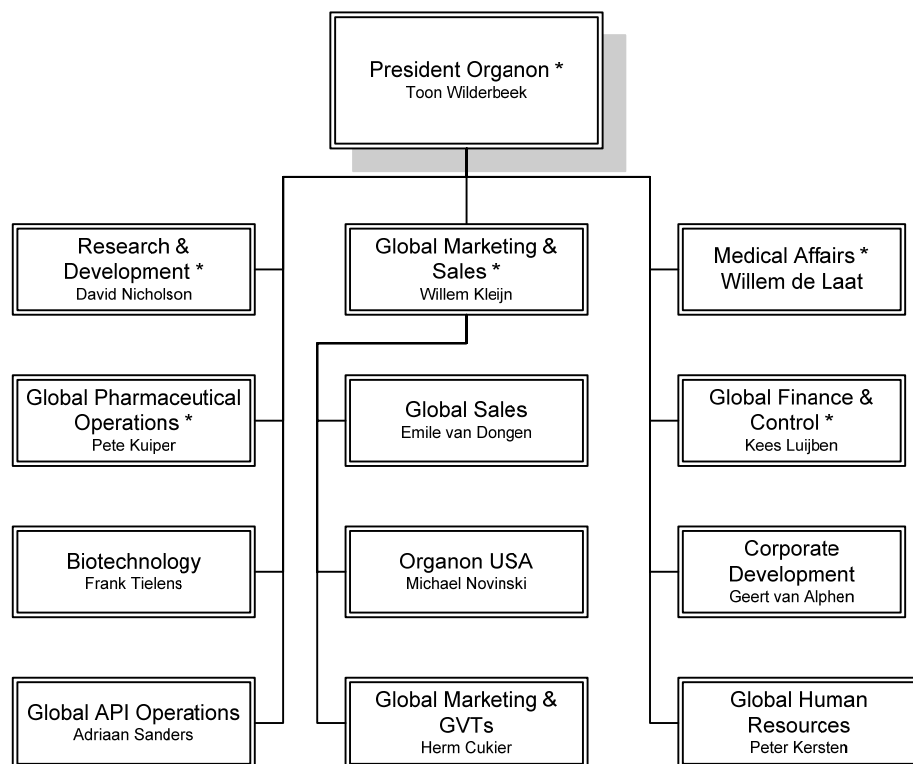 President Organon *
Toon Wilderbeek
Research &
Development *
David Nicholson
Global Marketing &
Sales *
Willem Kleijn
Medical Affairs *
Willem de Laat
Global Pharmaceutical
Operations *
Pete Kuiper
Global Sales
Emile van Dongen
Global Finance &
Control *
Kees Luijben
Biotechnology
Frank Tielens
Organon USA
Michael Novinski
Corporate
Development
Geert van Alphen
Global API Operations
Adriaan Sanders
Global Marketing &
GVTs
Herm Cukier
Global Human
Resources
Peter Kersten